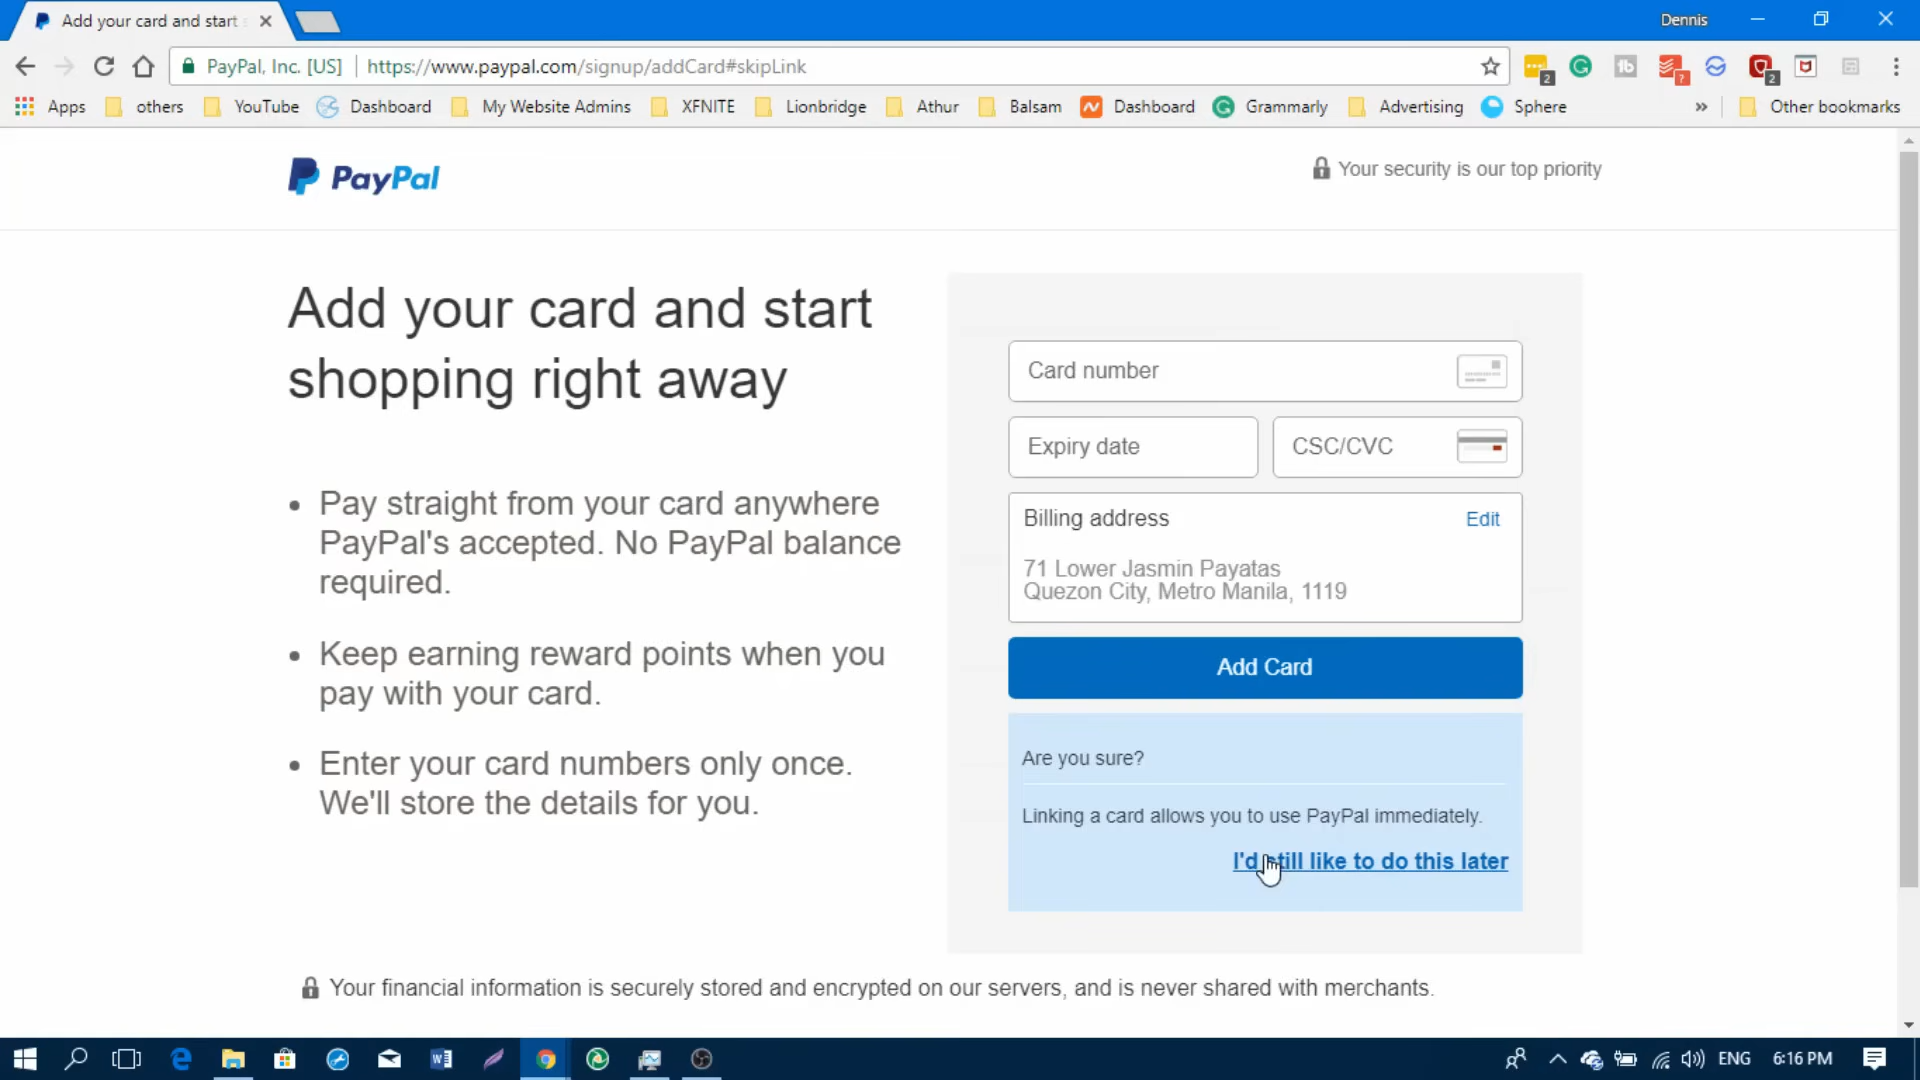 Add your card and start
Dennis
PayPal, Inc. [US]
https://www.paypal.com/signup/addCard#skipLink
2
?
2
Apps
others
YouTube
Dashboard
My Website Admins
XFNITE
Lionbridge
Athur
Balsam
Dashboard
Grammarly
Advertising
Sphere
»
Other bookmarks
PayPal
Your security is our top priority
Add your card and start
shopping right away
• Pay straight from your card anywhere
PayPal's accepted. No PayPal balance
required.
• Keep earning reward points when you
pay with your card.
• Enter your card numbers only once.
We'll store the details for you.
Card number
Expiry date
CSC/CVC
Billing address
Edit
71 Lower Jasmin Payatas
Quezon City, Metro Manila, 1119
Add Card
Are you sure?
Linking a card allows you to use PayPal immediately.
I'd still like to do this later
Your financial information is securely stored and encrypted on our servers, and is never shared with merchants.
ENG
6:16 PM